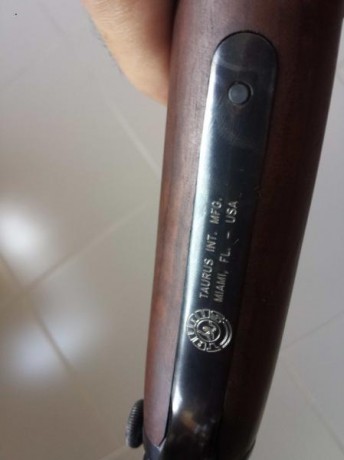 TAURUS INT. MFG.
MIAMI, FL. - USA